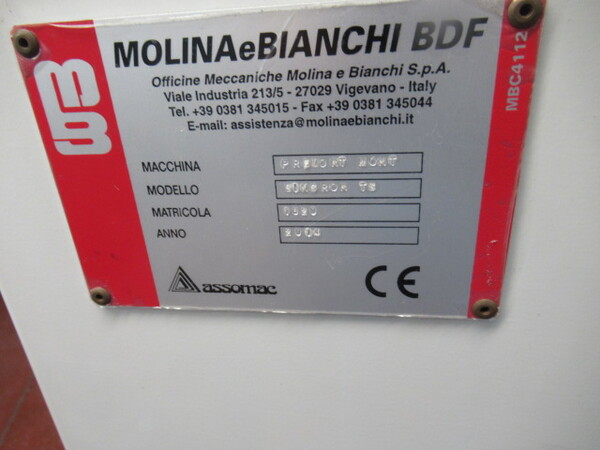 MB
MOLINAeBIANCHI BDF
Officine Meccaniche Molina e Bianchi S.p.A.
Viale Industria 213/5 - 27029 Vigevano - Italy
Tel. +39 0381 345015 - Fax +39 0381 345044
E-mail: assistenza@molinaebianchi.it
MBC4112
MACCHINA
MODELLO
MATRICOLA
ANNO
assomac
CE